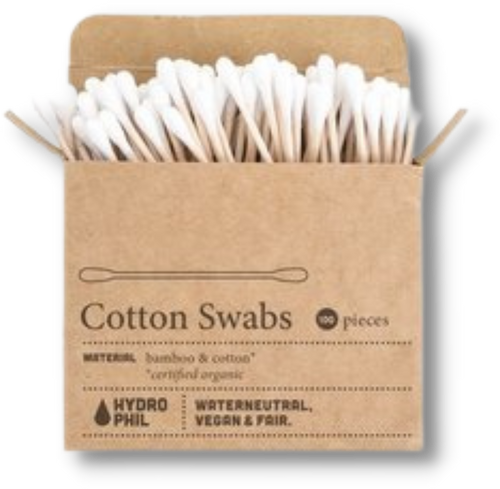 Cotton Swabs 100 pieces
MATERIAL bamboo & cotton*
*certified organic
HYDRO
PHIL
WATERNEUTRAL,
VEGAN & FAIR.